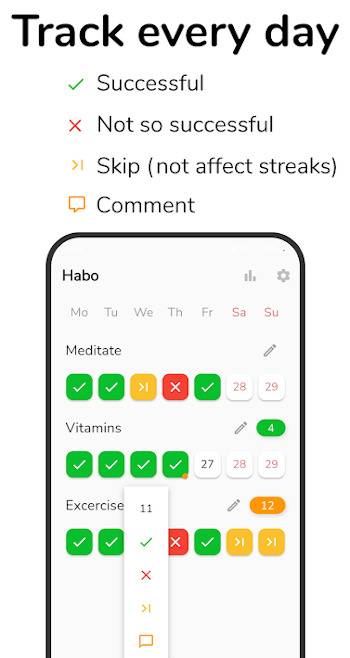 Track every day
Successful
Not so successful
Skip (not affect streaks)
Comment
Habo
Mo Tu We Th Fr Sa Su
Meditate
28 29
Vitamins 4
27 28 29
Excercise 12
11